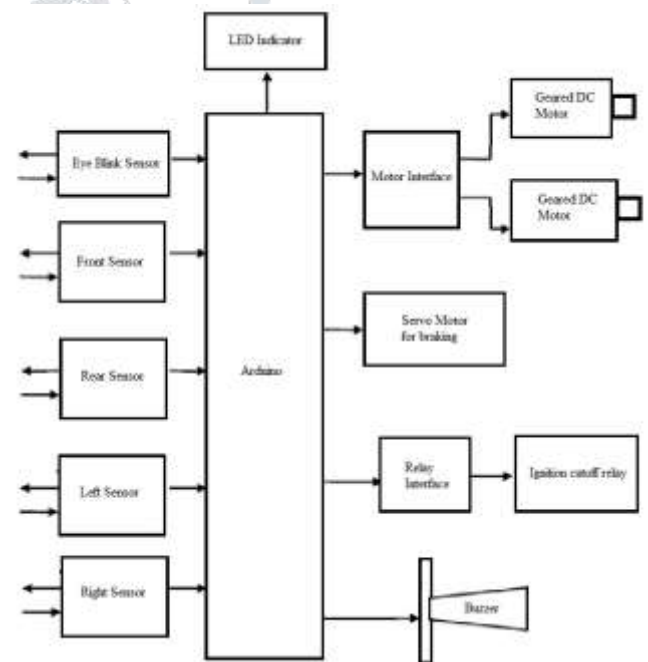 LED Indicator
Geared DC
Motor
Eye Blink Sensor
Motor Interface
Geared DC
Motor
Front Sensor
Servo Motor
for braking
Rear Sensor
Arduino
Relay
Interface
Ignition cutoff relay
Left Sensor
Right Sensor
Buzzer